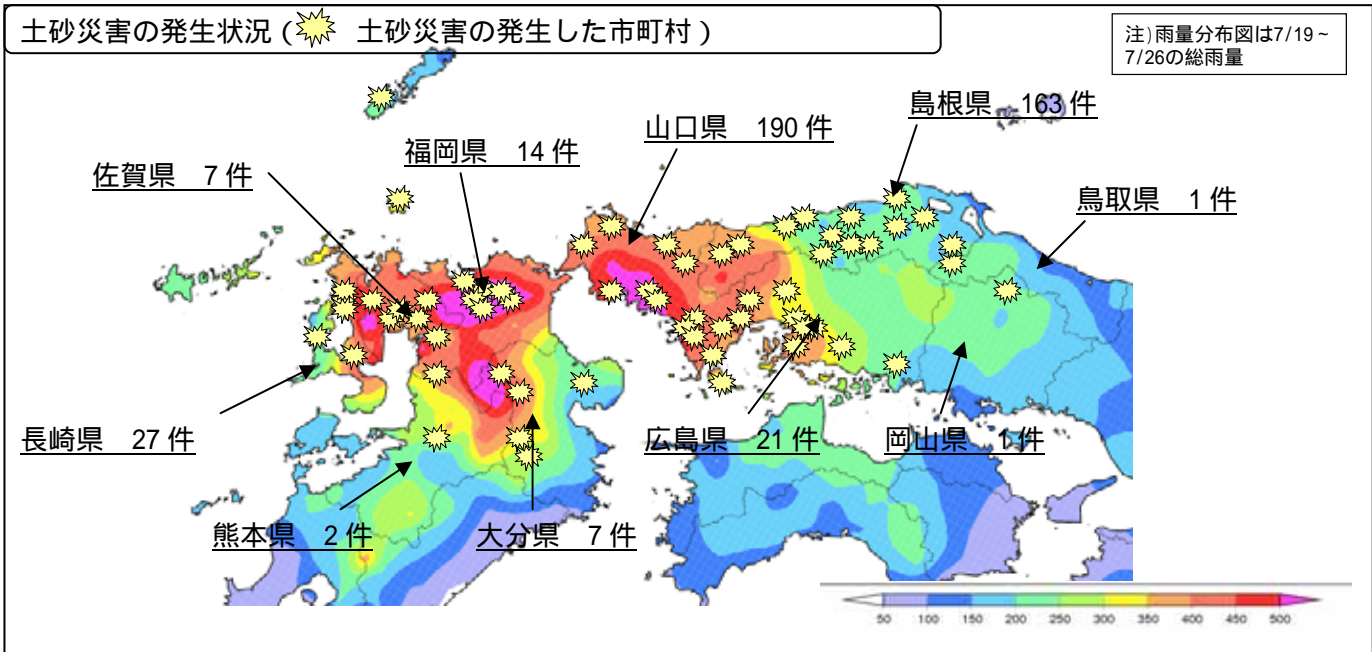 土砂災害の発生状況(　土砂災害の発生した市町村)
注)雨量分布図は7/19~
7/26の総雨量
島根県　163件
山口県　190件
福岡県　14件
佐賀県　7件
鳥取県　1件
長崎県　27件
広島県　21件
岡山県　1件
熊本県　2件
大分県　7件
50 100 150 200 250 300 350 400 450 500